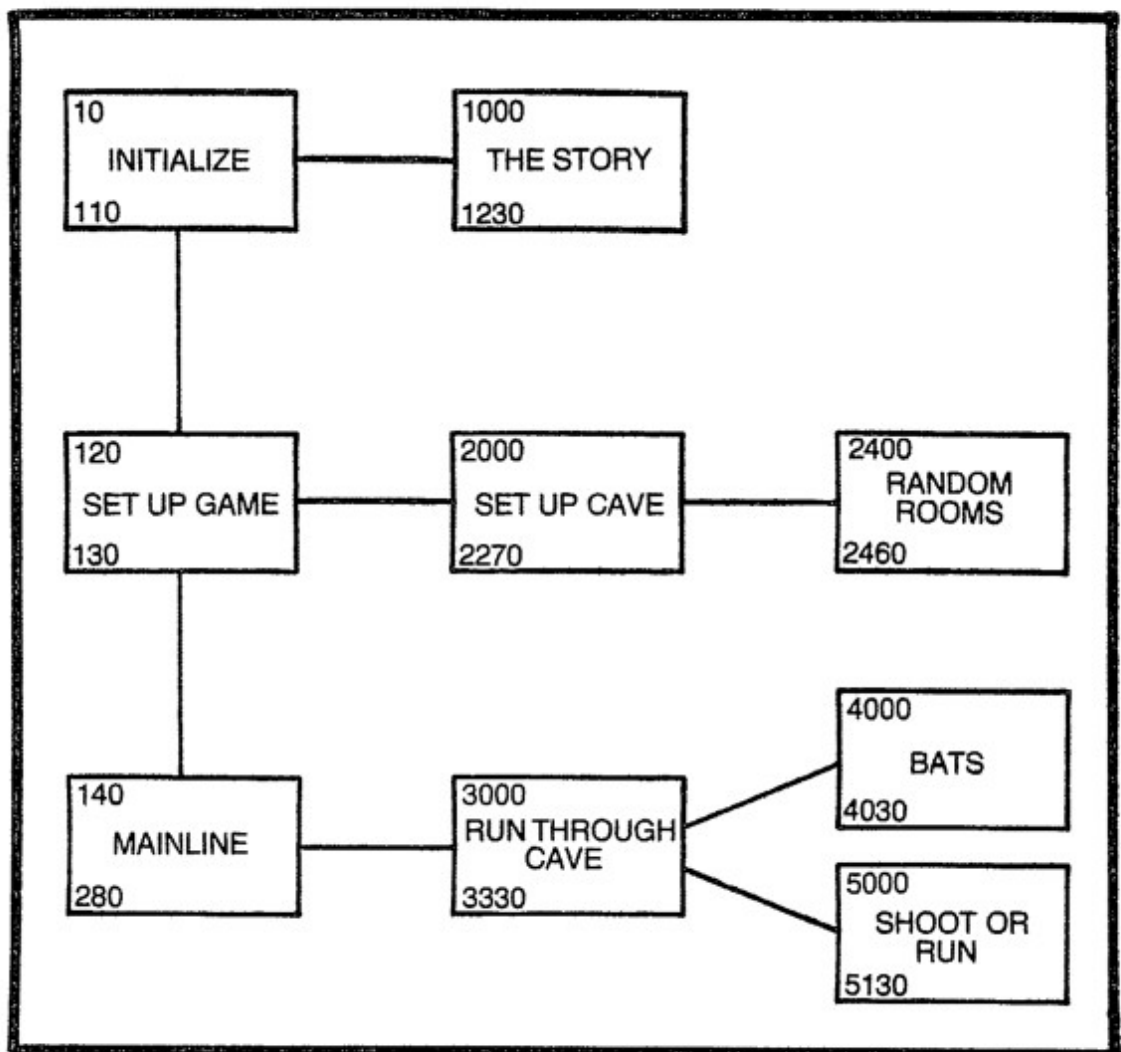 10
INITIALIZE
110
1000
THE STORY
1230
120
SET UP GAME
130
2000
SET UP CAVE
2270
2400
RANDOM
ROOMS
2460
140
MAINLINE
280
3000
RUN THROUGH
CAVE
3330
4000
BATS
4030
5000
SHOOT OR
RUN
5130